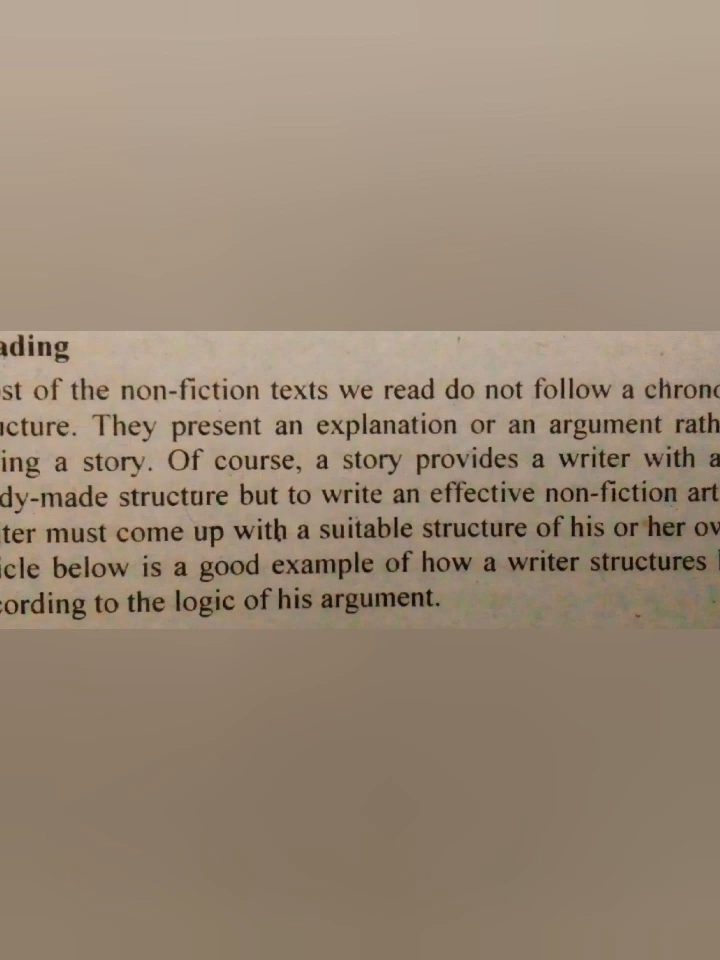 ading
st of the non-fiction texts we read do not follow a chrono
ucture. They present an explanation or an argument rath
ing a story. Of course, a story provides a writer with a
dy-made structure but to write an effective non-fiction art
ter must come up with a suitable structure of his or her ov
icle below is a good example of how a writer structures
cording to the logic of his argument.